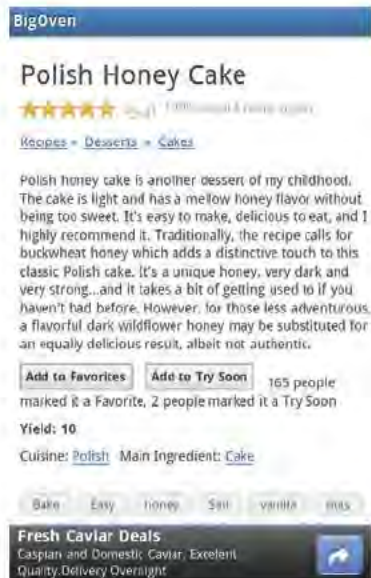 BigOven
Polish Honey Cake
Recipes » Desserts » Cakes
Polish honey cake is another dessert of my childhood.
The cake is light and has a mellow honey flavor without
being too sweet. It's easy to make, delicious to eat, and I
highly recommend it. Traditionally, the recipe calls for
buckwheat honey which adds a distinctive touch to this
classic Polish cake. It's a unique honey, very dark and
very strong...and it takes a bit of getting used to if you
haven't had before. However, for those less adventurous,
a flavorful dark wildflower honey may be substituted for
an equally delicious result, albeit not authentic.
Add to Favorites Add to Try Soon 165 people
marked it a Favorite, 2 people marked it a Try Soon
Yield: 10
Cuisine: Polish Main Ingredient: Cake
Bake Easy honey vanilla
Fresh Caviar Deals
Caspian and Domestic Caviar, Excelent
Quality.Delivery Overnight